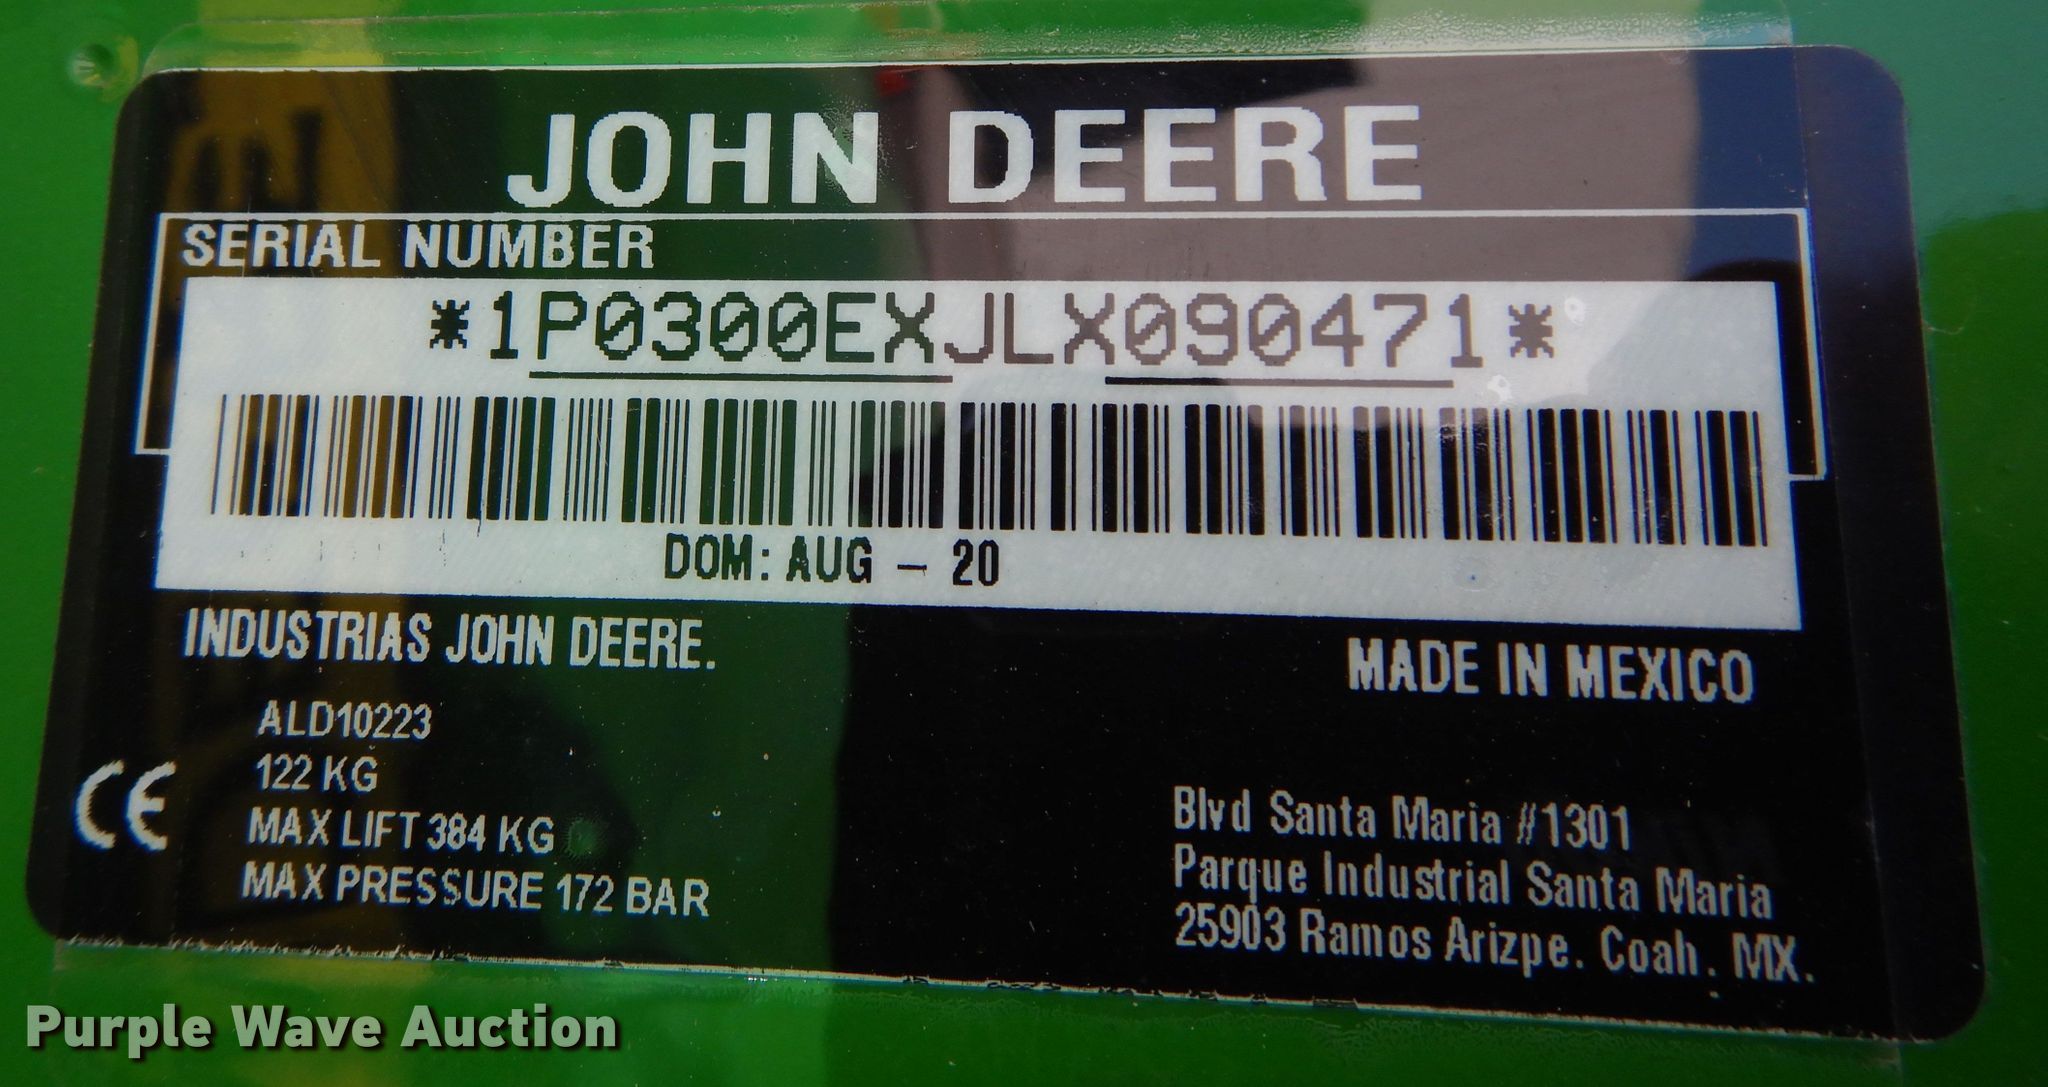 JOHN DEERE
SERIAL NUMBER
*1P0300EXJLX090471*
DOM: AUG - 20
INDUSTRIAS JOHN DEERE.
MADE IN MEXICO
ALD10223
122 KG
MAX LIFT 384 KG
MAX PRESSURE 172 BAR
CE
Blvd Santa Maria #1301
Parque Industrial Santa Maria
25903 Ramos Arizpe. Coah. MX.
Purple Wave Auction